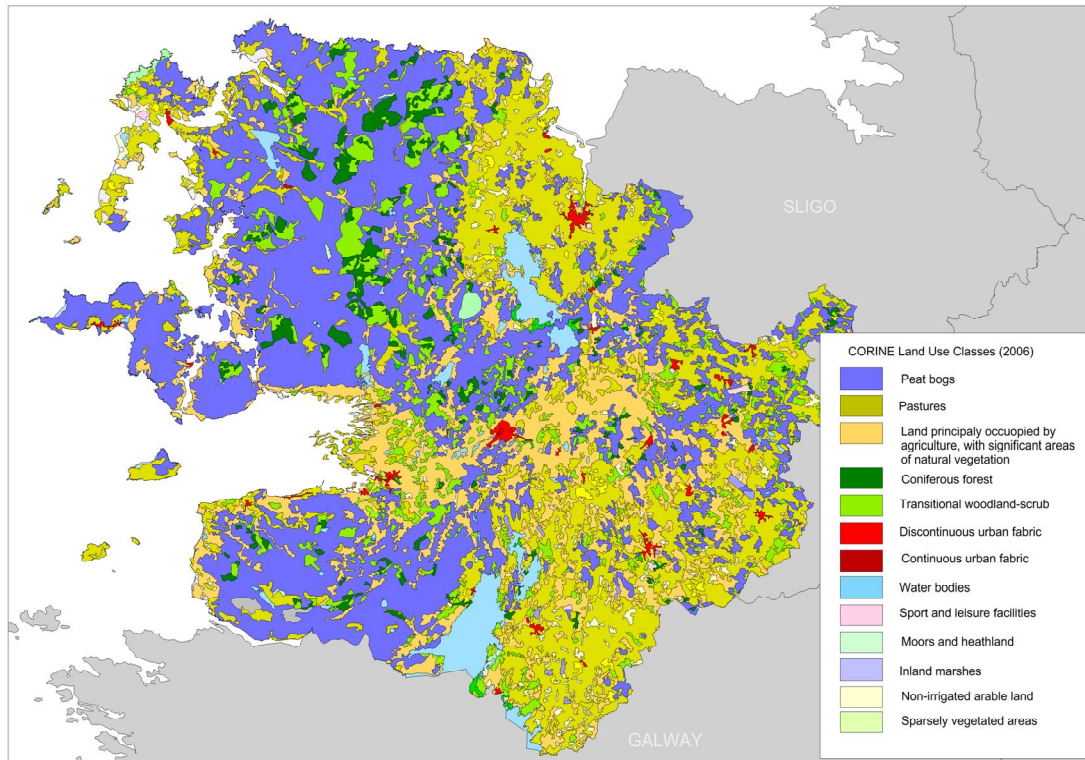 SLIGO
CORINE Land Use Classes (2006)
Peat bogs
Pastures
Land principaly occuopied by
agriculture, with significant areas
of natural vegetation
Coniferous forest
Transitional woodland-scrub
Discontinuous urban fabric
Continuous urban fabric
Water bodies
Sport and leisure facilities
Moors and heathland
Inland marshes
Non-irrigated arable land
Sparsely vegetated areas
GALWAY